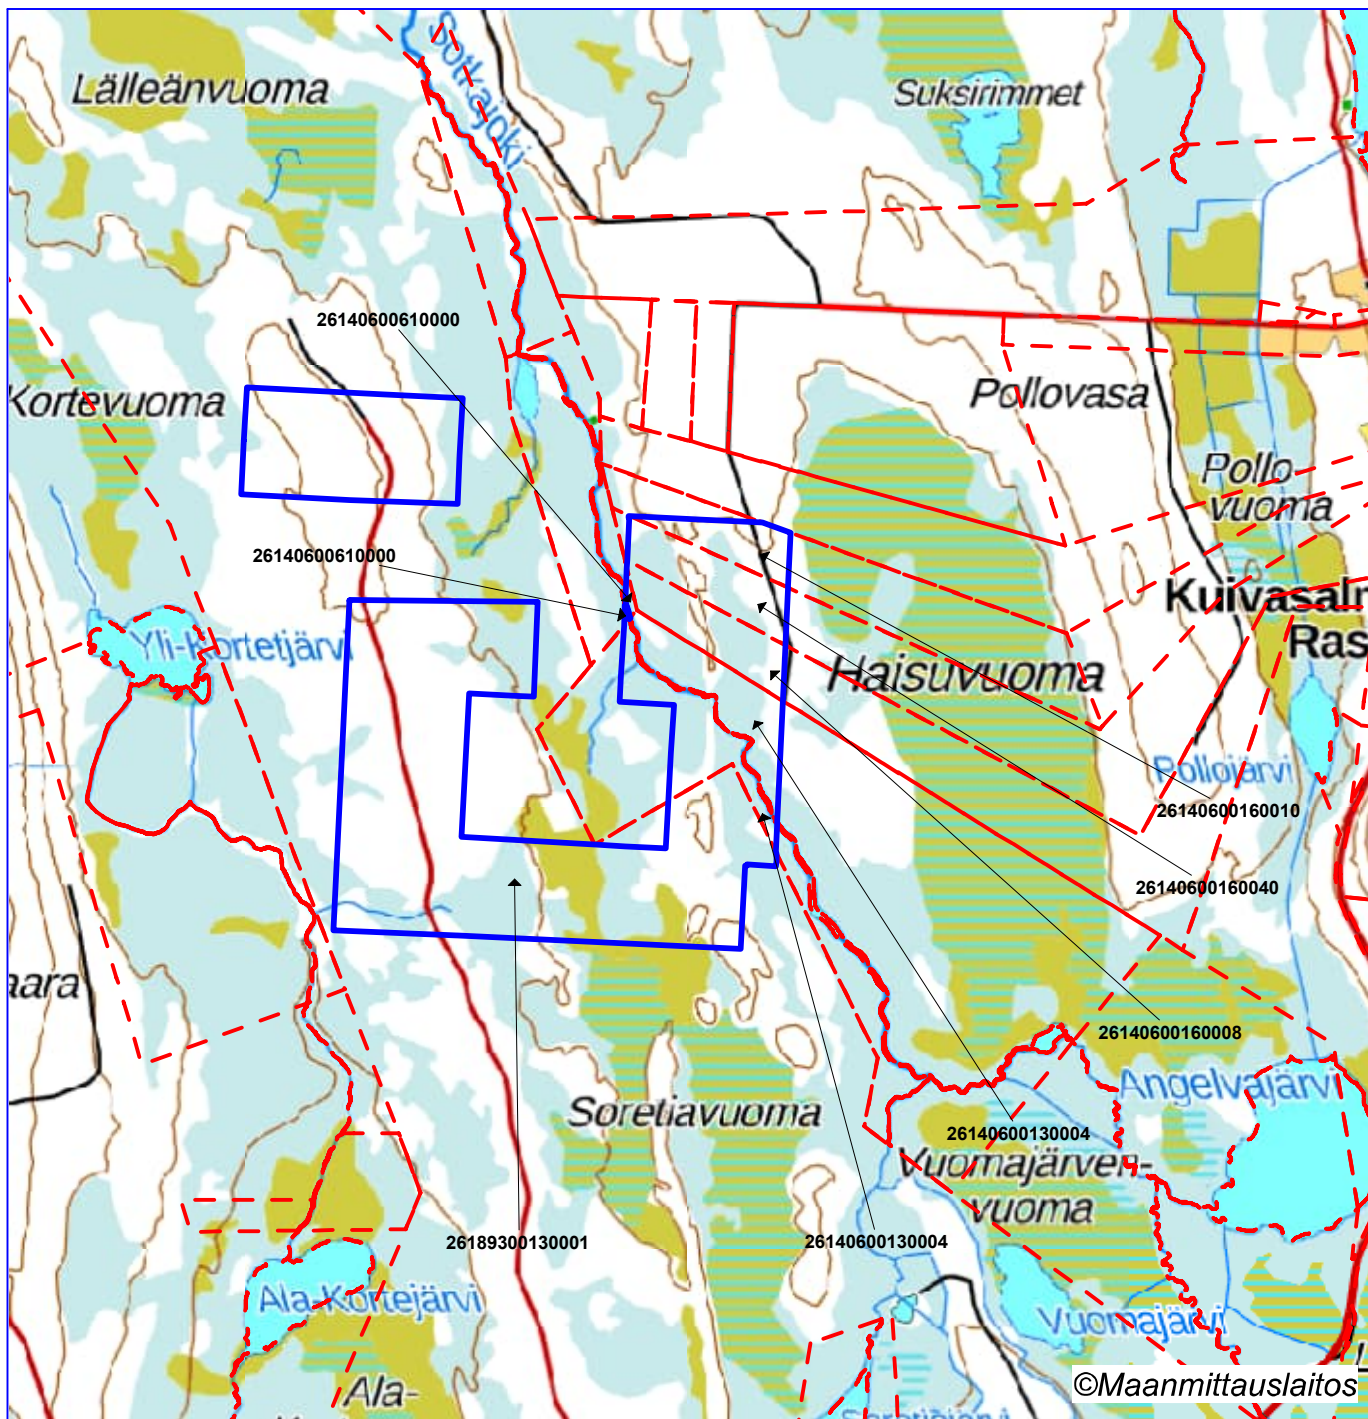 Sotkajoki
Lälleänvuoma
Suksirimmet
26140600610000
Kortevuoma
Pollovasa
Pollo-
vuoma
26140600610000
Kuivasalm
Ras
Yli-Kortetjärvi
Haisuvuoma
Pollojärvi
26140600160010
26140600160040
aara
26140600160008
Angelvajärvi
Soretiavuoma
26140600130004
Vuomajärven-
vuoma
26189300130001
26140600130004
Ala-Kortejärvi
Vuomajärvi
Ala-
©Maanmittauslaitos